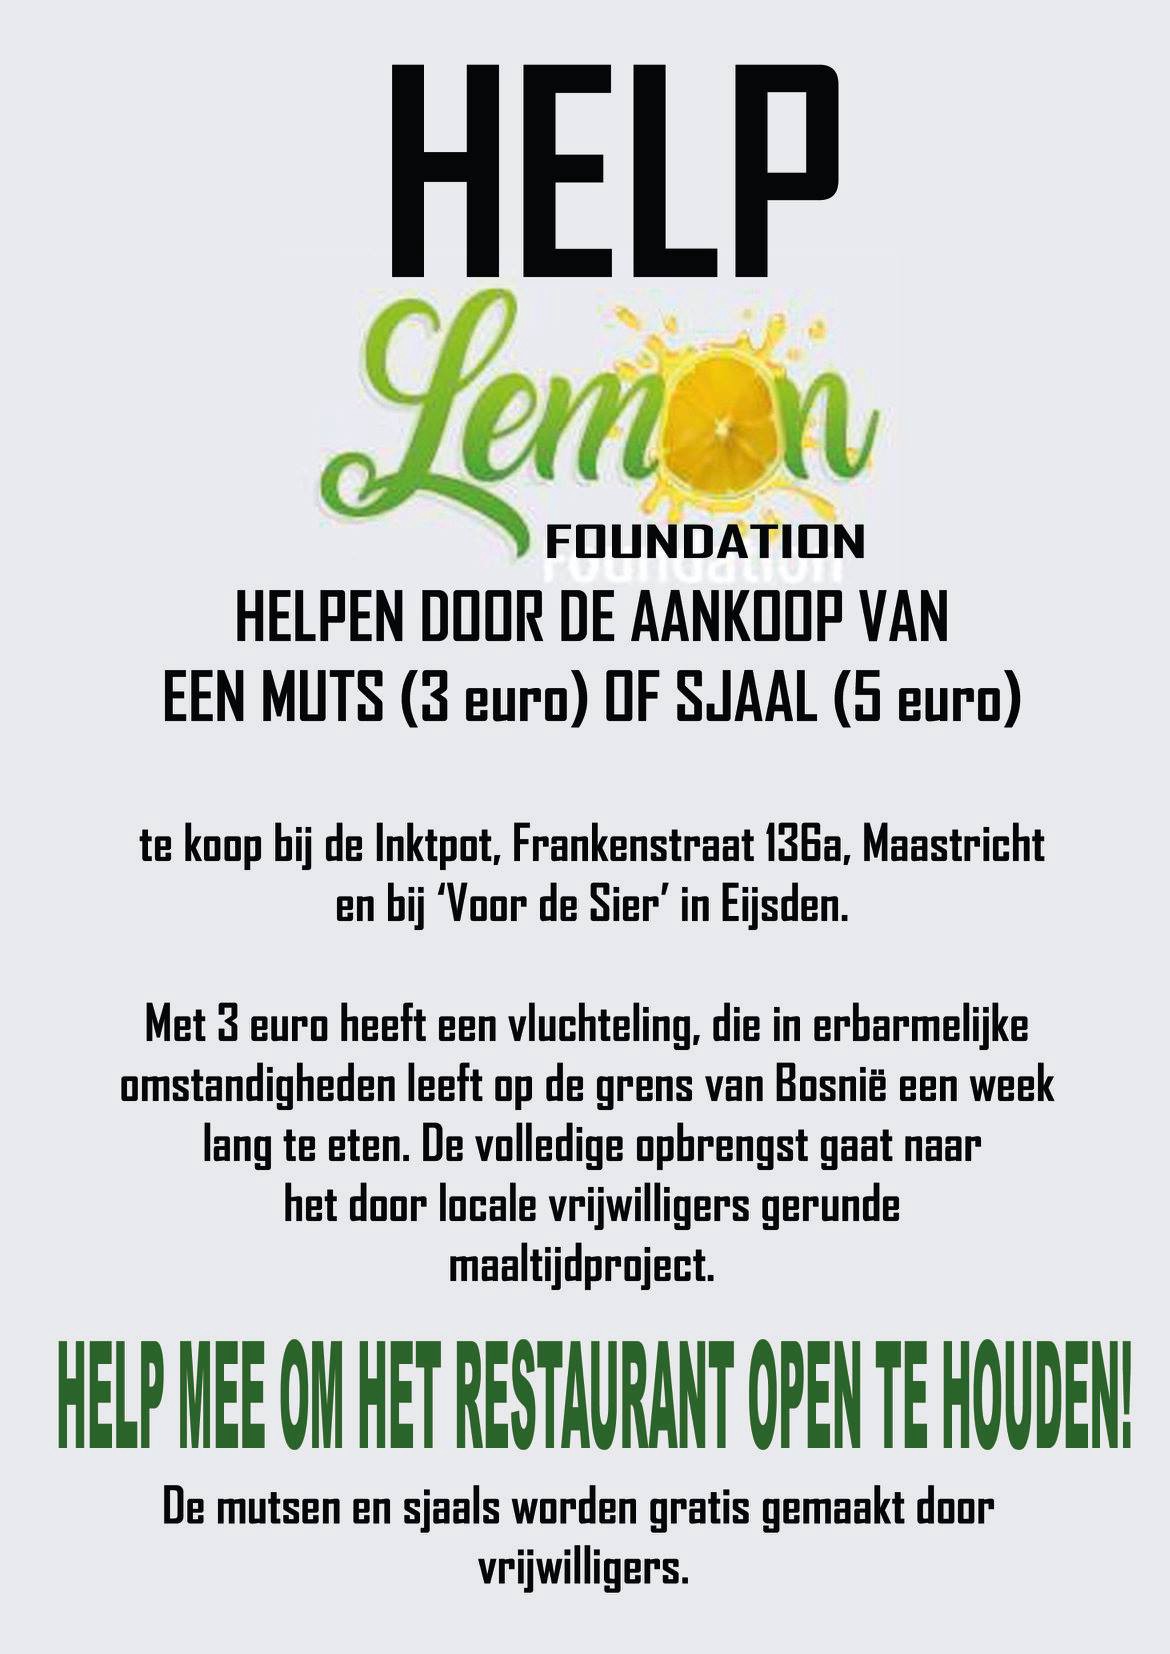 HELP
Lemon
FOUNDATION
Foundation
HELPEN DOOR DE AANKOOP VAN
EEN MUTS (3 euro) OF SJAAL (5 euro)
te koop bij de Inktpot, Frankenstraat 136a, Maastricht
en bij ‘Voor de Sier’ in Eijsden.
Met 3 euro heeft een vluchteling, die in erbarmelijke
omstandigheden leeft op de grens van Bosnië een week
lang te eten. De volledige opbrengst gaat naar
het door locale vrijwilligers gerunde
maaltijdproject.
HELP MEE OM HET RESTAURANT OPEN TE HOUDEN!
De mutsen en sjaals worden gratis gemaakt door
vrijwilligers.